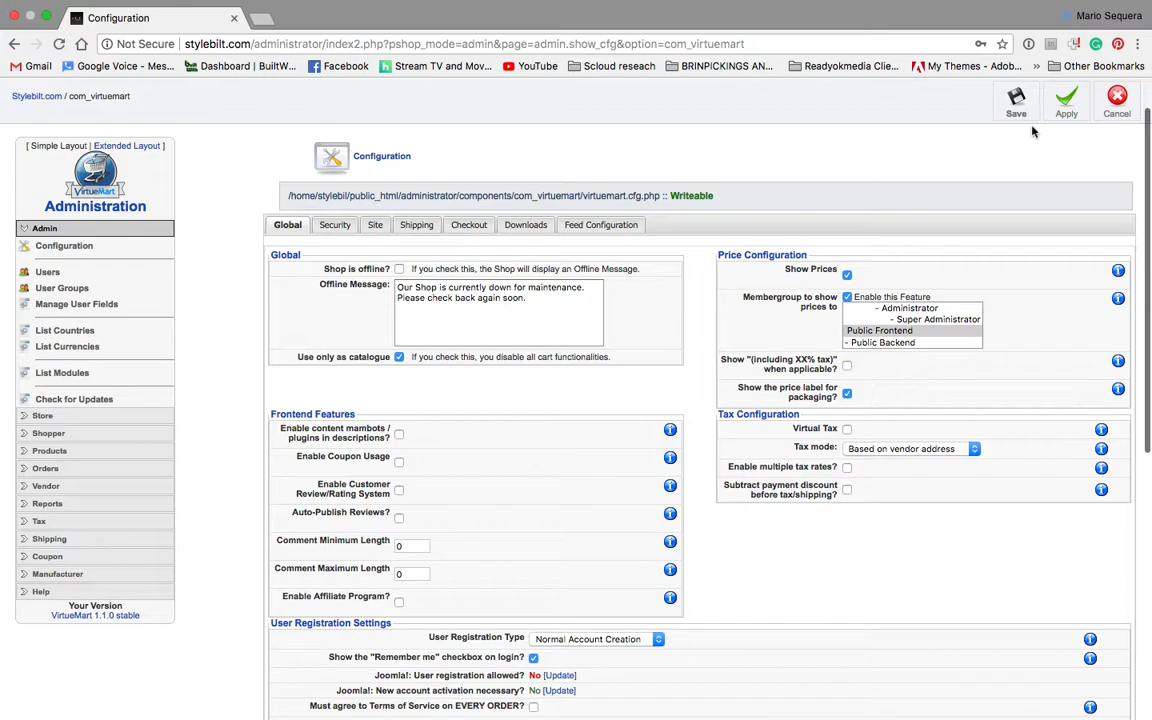 Configuration
Mario Sequera
Not Secure
stylebilt.com/administrator/index2.php?pshop_mode=admin&page=admin.show_cfg&option=com_virtuemart
Gmail
Google Voice - Mes...
Dashboard | BuiltW...
Facebook
Stream TV and Mov...
YouTube
Scloud reseach
BRINPICKINGS AN...
Readyokmedia Clie...
My Themes - Adob...
»
Other Bookmarks
Stylebilt.com / com_virtuemart
Save
Apply
Cancel
[ Simple Layout | Extended Layout ]
VirtueMart
Administration
Admin
Configuration
Users
User Groups
Manage User Fields
List Countries
List Currencies
List Modules
Check for Updates
Store
Shopper
Products
Orders
Vendor
Reports
Tax
Shipping
Coupon
Manufacturer
Help
Your Version
VirtueMart 1.1.0 stable
Configuration
/home/stylebil/public_html/administrator/components/com_virtuemart/virtuemart.cfg.php :: Writeable
Global
Security
Site
Shipping
Checkout
Downloads
Feed Configuration
Global
Shop is offline?
If you check this, the Shop will display an Offline Message.
Offline Message:
Our Shop is currently down for maintenance.
Please check back again soon.
Use only as catalogue
If you check this, you disable all cart functionalities.
Price Configuration
Show Prices
Membergroup to show
prices to
Enable this Feature
- Administrator
- Super Administrator
Public Frontend
- Public Backend
Show "(including XX% tax)"
when applicable?
Show the price label for
packaging?
Frontend Features
Enable content mambots /
plugins in descriptions?
Enable Coupon Usage
Enable Customer
Review/Rating System
Auto-Publish Reviews?
Comment Minimum Length
0
Comment Maximum Length
0
Enable Affiliate Program?
Tax Configuration
Virtual Tax
Tax mode:
Based on vendor address
Enable multiple tax rates?
Subtract payment discount
before tax/shipping?
User Registration Settings
User Registration Type
Normal Account Creation
Show the "Remember me" checkbox on login?
Joomla!: User registration allowed?
No [Update]
Joomla!: New account activation necessary?
No [Update]
Must agree to Terms of Service on EVERY ORDER?